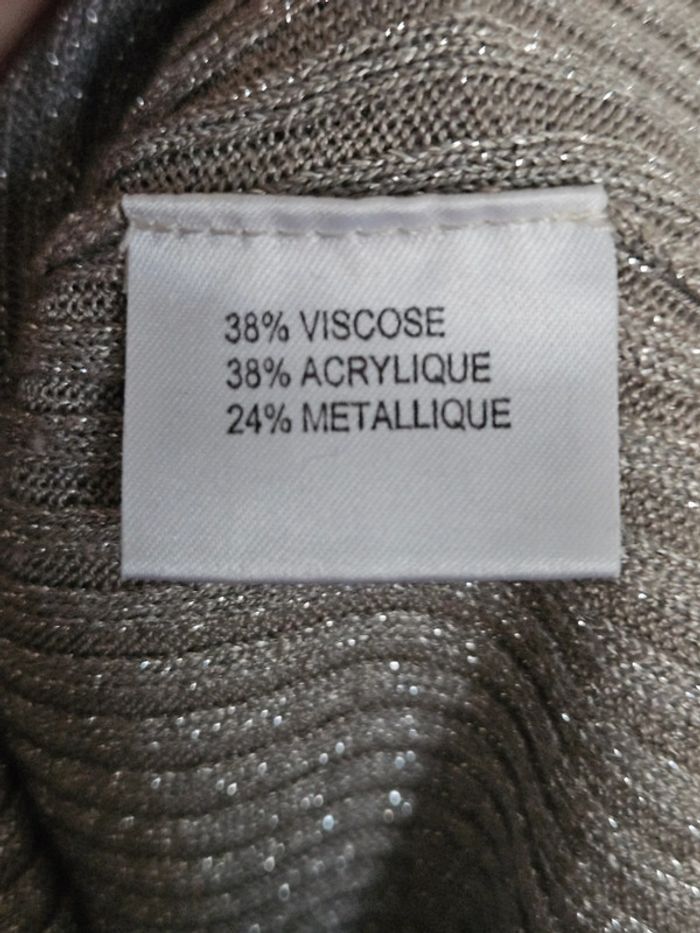 38% VISCOSE
38% ACRYLIQUE
24% METALLIQUE